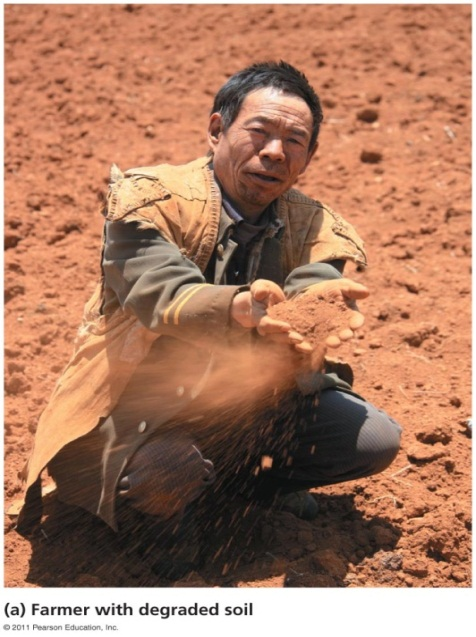 (a) Farmer with degraded soil
© 2011 Pearson Education, Inc.